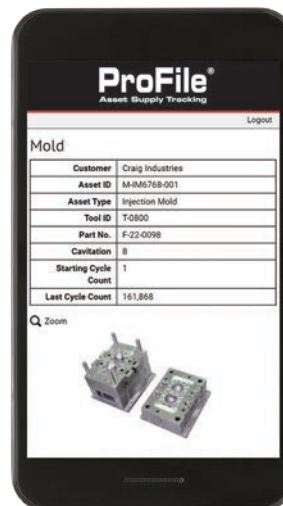 ProFile®
Asset Supply Tracking
Logout
Mold
Customer Craig Industries
Asset ID M-IM6768-001
Asset Type Injection Mold
Tool ID T-0800
Part No. F-22-0098
Cavitation 8
Starting Cycle 1
Count
Last Cycle Count 161,868
Zoom